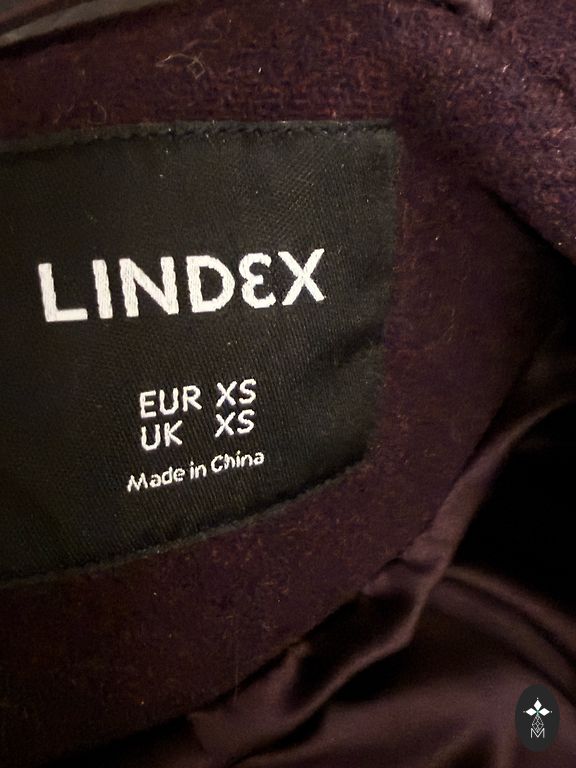 LINDEX
EUR XS
UK XS
Made in China